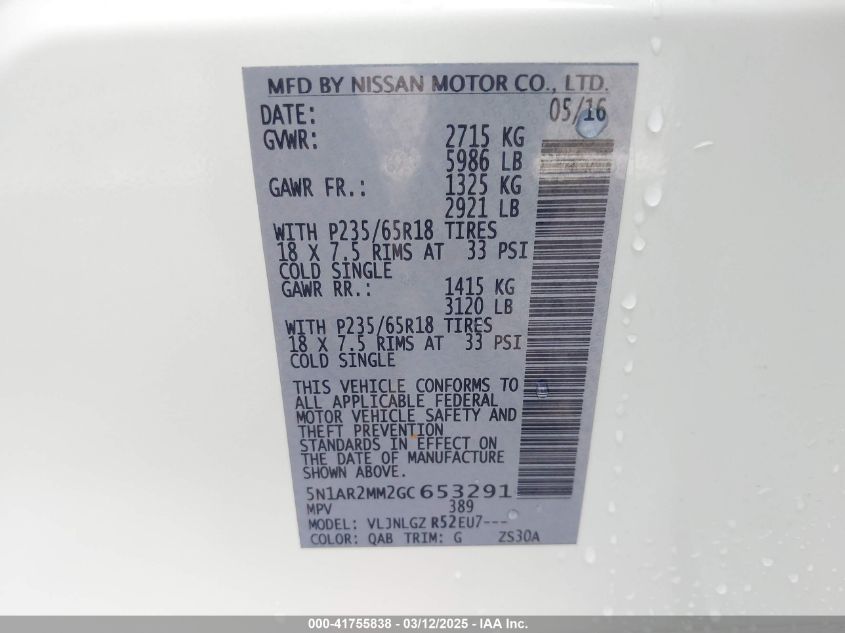 MFD BY NISSAN MOTOR CO., LTD.
DATE: 05/16
GVWR: 2715 KG
5986 LB
GAWR FR.: 1325 KG
2921 LB
WITH P235/65R18 TIRES
18 X 7.5 RIMS AT 33 PSI
COLD SINGLE
GAWR RR.: 1415 KG
3120 LB
WITH P235/65R18 TIRES
18 X 7.5 RIMS AT 33 PSI
COLD SINGLE
THIS VEHICLE CONFORMS TO
ALL APPLICABLE FEDERAL
MOTOR VEHICLE SAFETY AND
THEFT PREVENTION
STANDARDS IN EFFECT ON
THE DATE OF MANUFACTURE
SHOWN ABOVE.
5N1AR2MM2GC653291
MPV 389
MODEL: VLJNLGZ R52EU7---
COLOR: QAB TRIM: G ZS30A
000-41755838 - 03/12/2025 - IAA Inc.